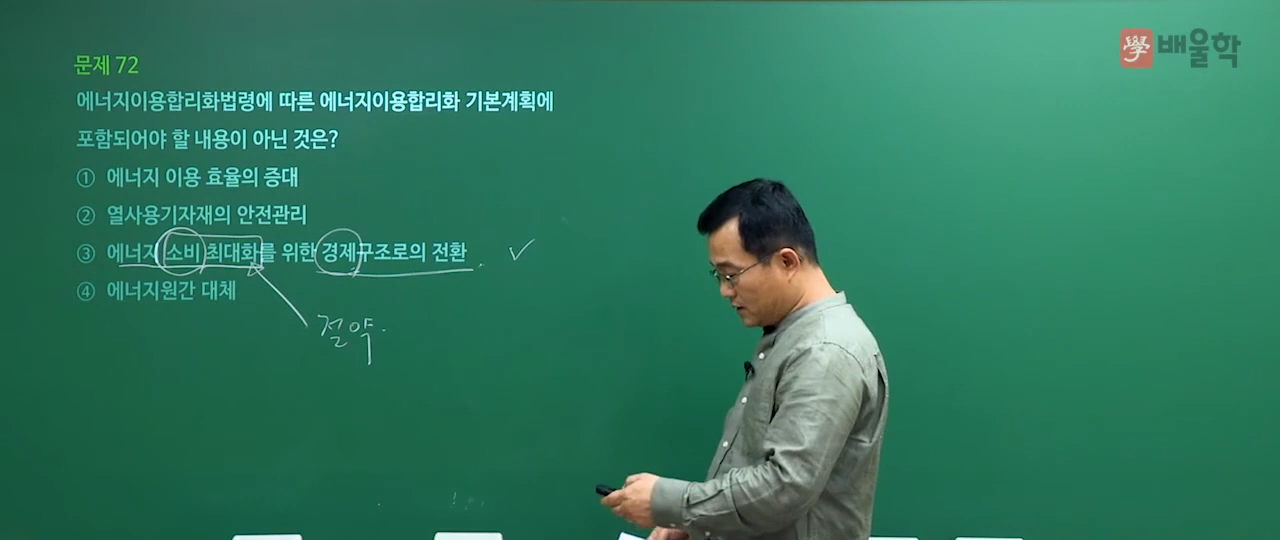 學 배울학
문제 72
에너지이용합리화법령에 따른 에너지이용합리화 기본계획에
포함되어야 할 내용이 아닌 것은?
① 에너지 이용 효율의 증대
② 열사용기자재의 안전관리
③ 에너지 소비 최대화를 위한 경제구조로의 전환
④ 에너지원간 대체
절약.